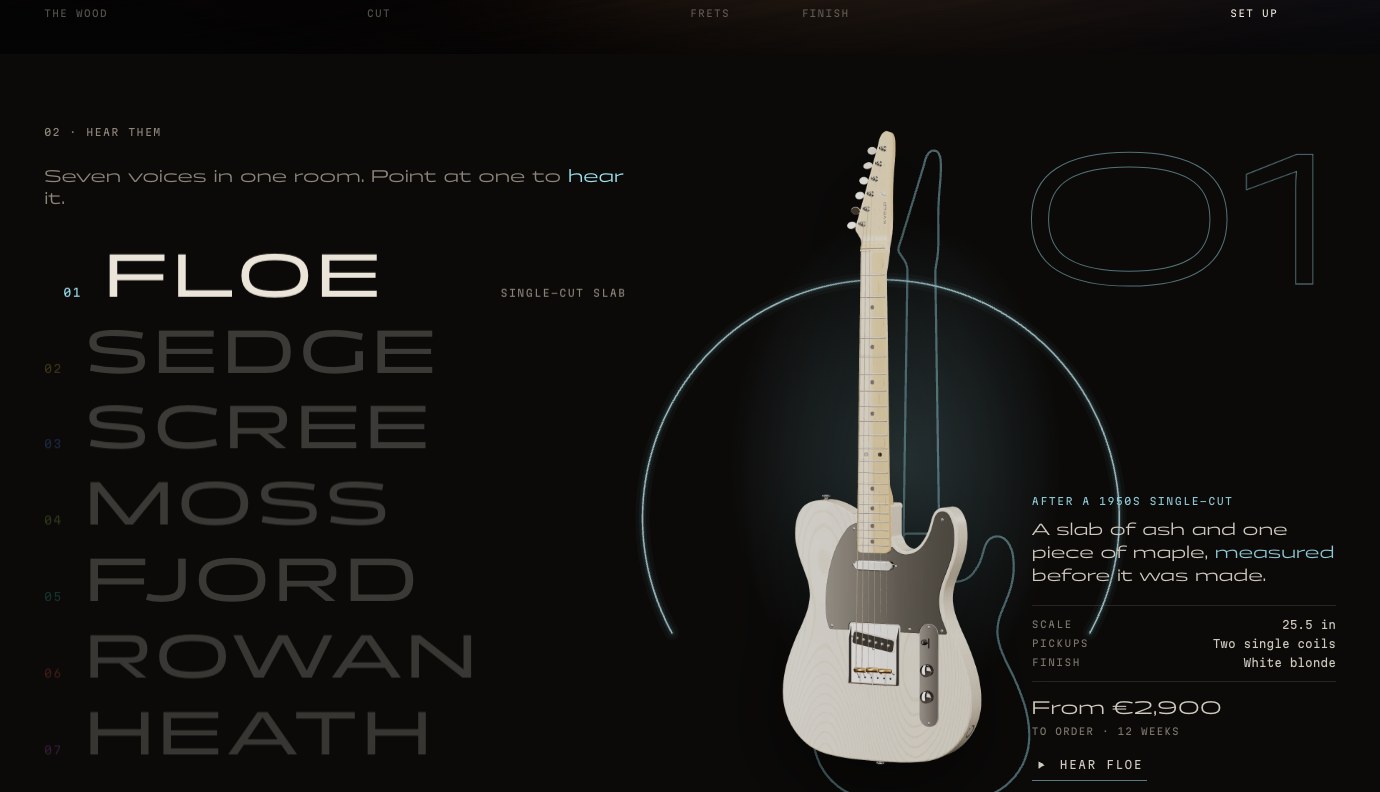 THE WOOD CUT FRETS FINISH SET UP
02 · HEAR THEM
Seven voices in one room. Point at one to hear
it.
01 FLOE SINGLE–CUT SLAB
02 SEDGE
03 SCREE
04 MOSS
05 FJORD
06 ROWAN
07 HEATH
01
AFTER A 1950S SINGLE–CUT
A slab of ash and one
piece of maple, measured
before it was made.
SCALE 25.5 in
PICKUPS Two single coils
FINISH White blonde
From €2,900
TO ORDER · 12 WEEKS
▶ HEAR FLOE